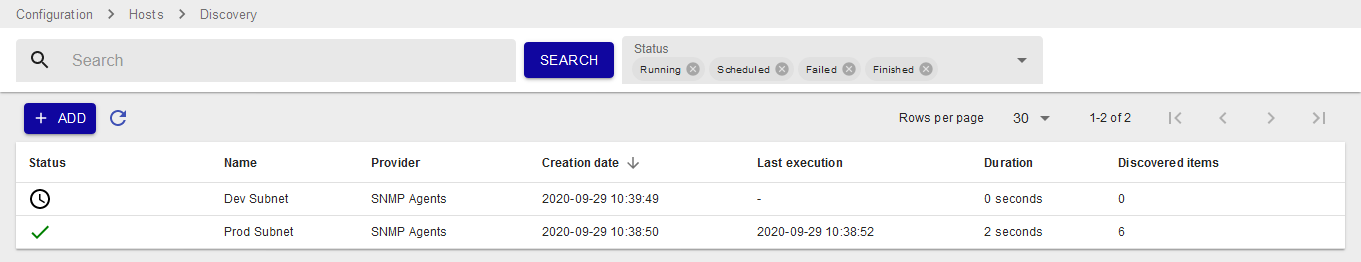 Configuration > Hosts > Discovery
Search SEARCH
Status
Running Scheduled Failed Finished
+ ADD Rows per page 30 1-2 of 2
Status Name Provider Creation date ↓ Last execution Duration Discovered items
Dev Subnet SNMP Agents 2020-09-29 10:39:49 - 0 seconds 0
Prod Subnet SNMP Agents 2020-09-29 10:38:50 2020-09-29 10:38:52 2 seconds 6